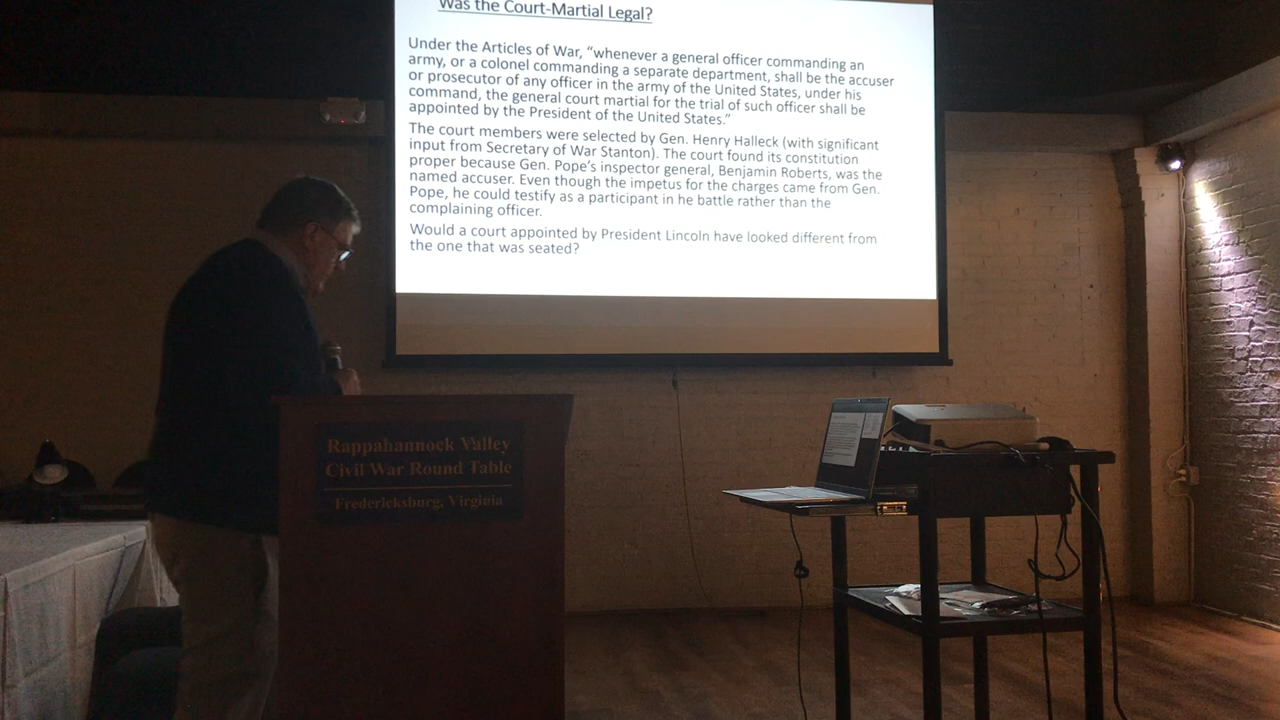 Was the Court-Martial Legal?
Under the Articles of War, “whenever a general officer commanding an
army, or a colonel commanding a separate department, shall be the accuser
or prosecutor of any officer in the army of the United States, under his
command, the general court martial for the trial of such officer shall be
appointed by the President of the United States.”
The court members were selected by Gen. Henry Halleck (with significant
input from Secretary of War Stanton). The court found its constitution
proper because Gen. Pope’s inspector general, Benjamin Roberts, was the
named accuser. Even though the impetus for the charges came from Gen.
Pope, he could testify as a participant in he battle rather than the
complaining officer.
Would a court appointed by President Lincoln have looked different from
the one that was seated?
Rappahannock Valley
Civil War Round Table
Fredericksburg, Virginia